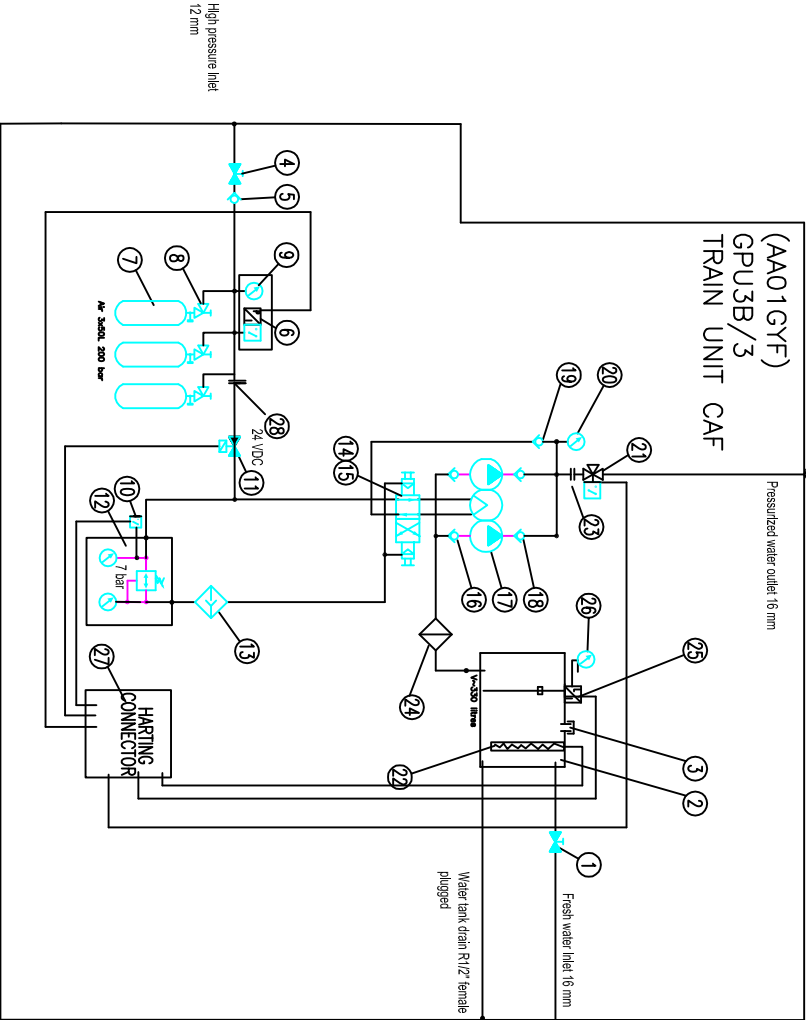 (AA01GYF)
GPU3B/3
TRAIN UNIT CAF
Pressurized water outlet 16 mm
High pressure Inlet
12 mm
4
5
9
6
8
7
Air 3x50L 200 bar
28
24 VDC
11
10
12
7 bar
13
14
15
19
20
21
23
16
17
18
26
25
24
V~330 litres
3
2
22
1
27
HARTING
CONNECTOR
Fresh water Inlet 16 mm
Water tank drain R1/2" female
plugged